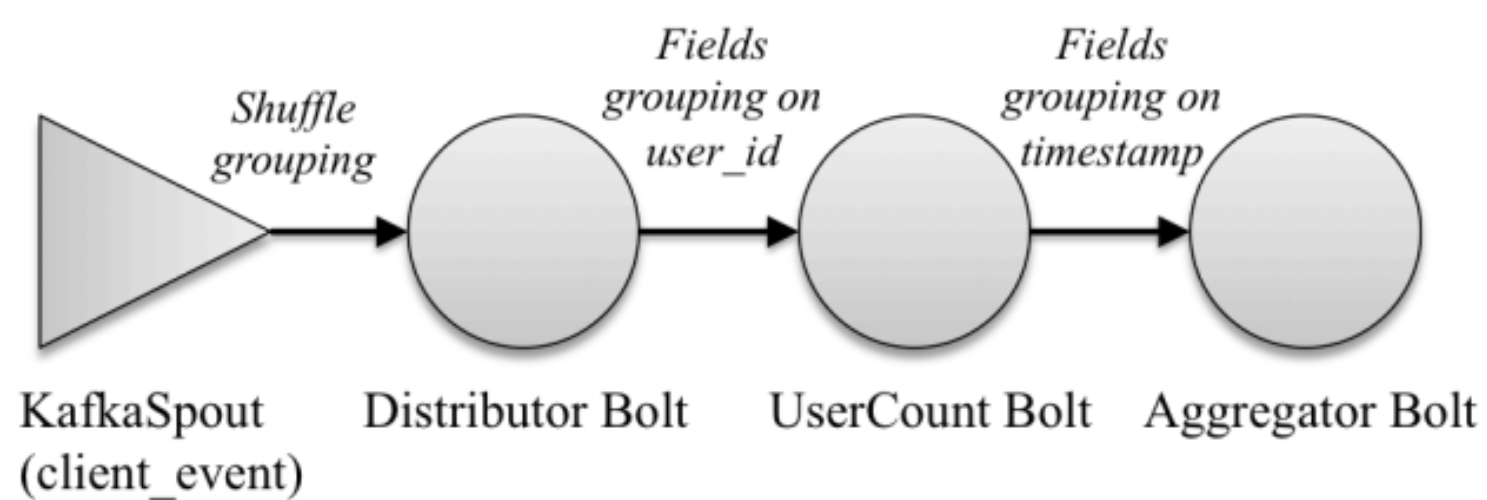 Shuffle
grouping
Fields
grouping on
user_id
Fields
grouping on
timestamp
KafkaSpout
(client_event)
Distributor Bolt
UserCount Bolt
Aggregator Bolt